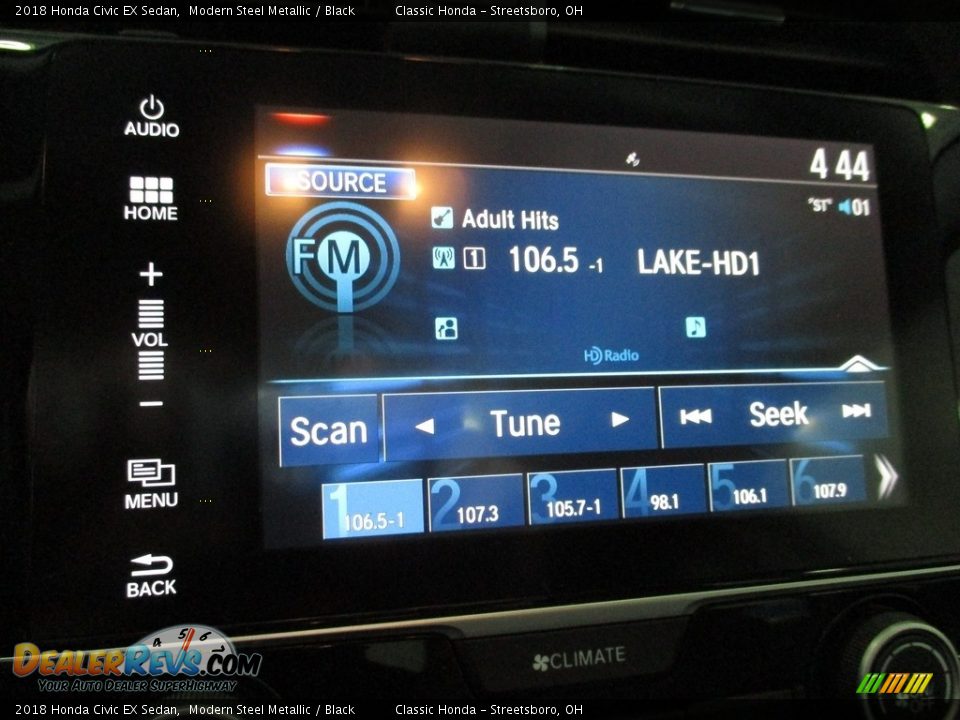 2018 Honda Civic EX Sedan, Modern Steel Metallic / Black Classic Honda - Streetsboro, OH
AUDIO
HOME
VOL
MENU
BACK
4 44
SOURCE
"ST" 01
FM
Adult Hits
1 106.5 -1 LAKE-HD1
HD Radio
Scan
Tune
Seek
1 106.5-1
2 107.3
3 105.7-1
4 98.1
5 106.1
6 107.9
CLIMATE
4 5 6 7
DEALERREVS.COM
YOUR AUTO DEALER SUPERHIGHWAY
2018 Honda Civic EX Sedan, Modern Steel Metallic / Black Classic Honda - Streetsboro, OH